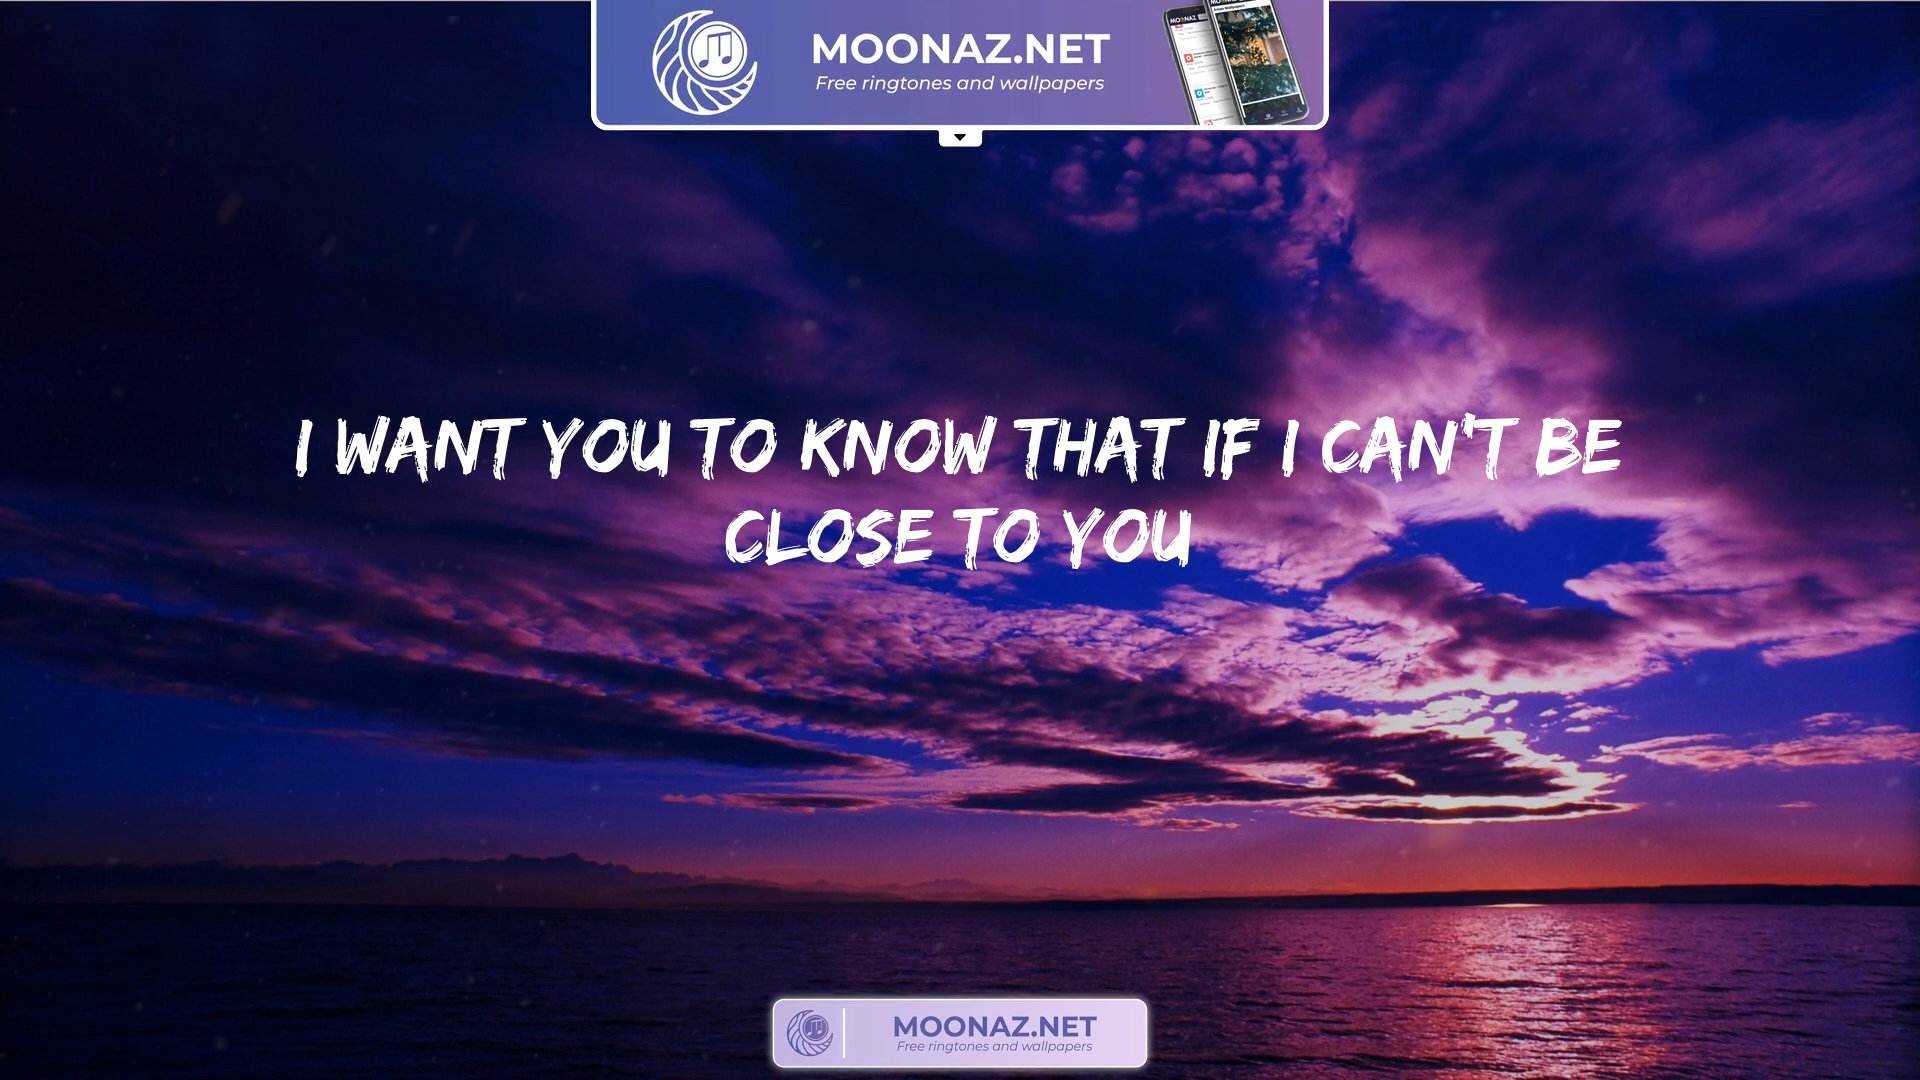 MOONAZ.NET
Free ringtones and wallpapers
I WANT YOU TO KNOW THAT IF I CAN'T BE
CLOSE TO YOU
MOONAZ.NET
Free ringtones and wallpapers